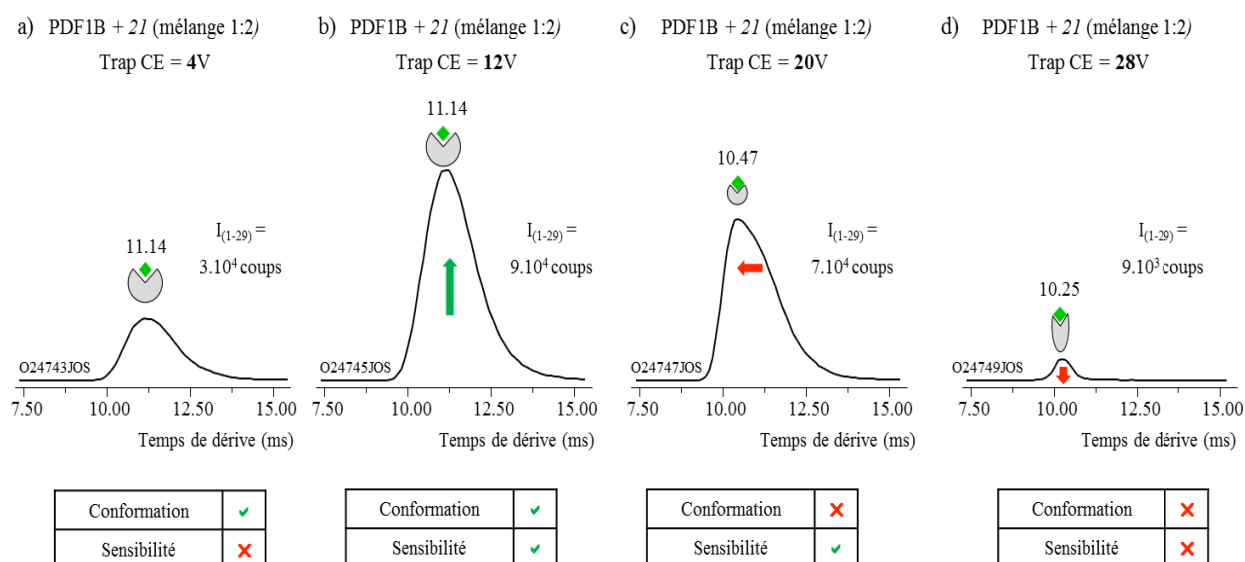 a) PDF1B + 21 (mélange 1:2)
Trap CE = 4V
11.14
I(1-29) =
3.10⁴ coups
O24743JOS
7.50 10.00 12.50 15.00
Temps de dérive (ms)
Conformation ✓
Sensibilité ✗
b) PDF1B + 21 (mélange 1:2)
Trap CE = 12V
11.14
I(1-29) =
9.10⁴ coups
O24745JOS
7.50 10.00 12.50 15.00
Temps de dérive (ms)
Conformation ✓
Sensibilité ✓
c) PDF1B + 21 (mélange 1:2)
Trap CE = 20V
10.47
I(1-29) =
7.10⁴ coups
O24747JOS
7.50 10.00 12.50 15.00
Temps de dérive (ms)
Conformation ✗
Sensibilité ✓
d) PDF1B + 21 (mélange 1:2)
Trap CE = 28V
10.25
I(1-29) =
9.10³ coups
O24749JOS
7.50 10.00 12.50 15.00
Temps de dérive (ms)
Conformation ✗
Sensibilité ✗